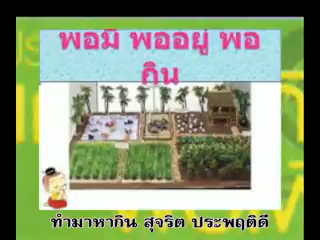 พอมี พออยู่ พอ
กิน
ทำมาหากิน สุจริต ประพฤติดี